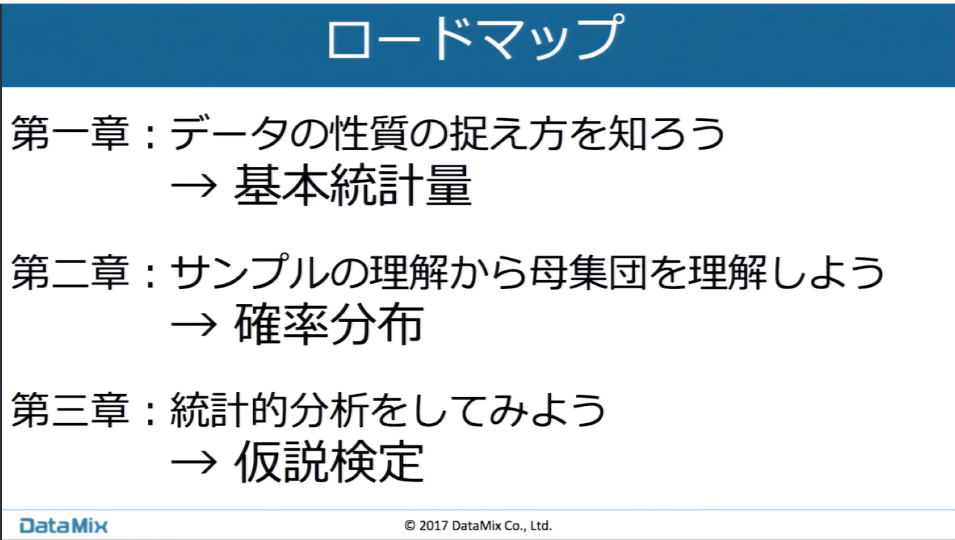 ロードマップ
第一章：データの性質の捉え方を知ろう
→ 基本統計量
第二章：サンプルの理解から母集団を理解しよう
→ 確率分布
第三章：統計的分析をしてみよう
→ 仮説検定
DataMix
© 2017 DataMix Co., Ltd.